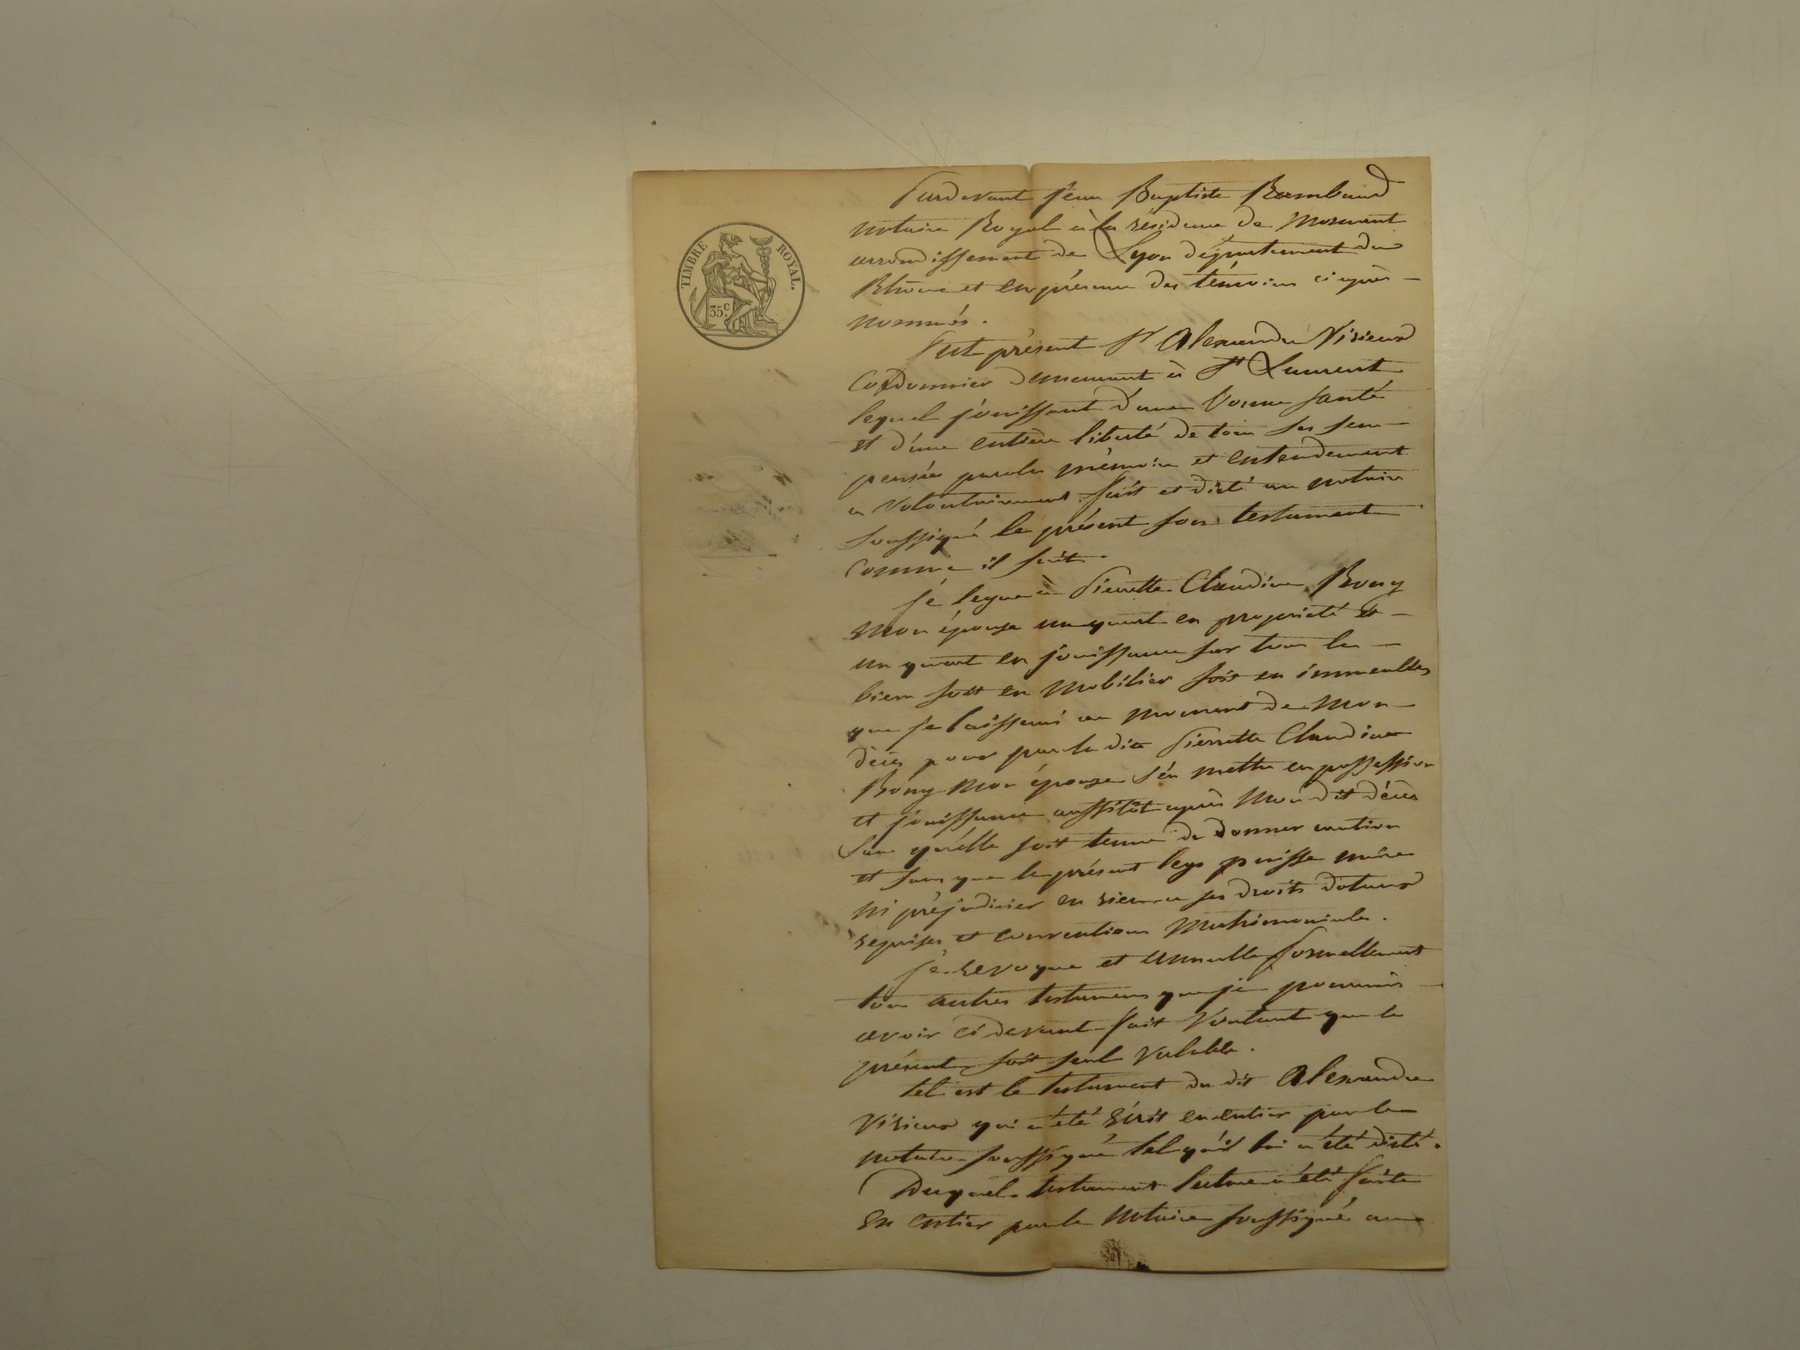 TIMBRE ROYAL.
35 c
Pardevant Jean Baptiste Rambaud
notaire Royal à la résidence de Mornant
arrondissement de Lyon département du
Rhône et en présence des témoins ci après
nommés.
fut présent Sr Alexandre Virieux
Cordonnier demeurant à St Laurent
lequel jouissant d'une bonne santé
et d'une entière liberté de tous ses sens
pensée parole mémoire et entendement
a volontairement fait et dicté au notaire
soussigné le présent son testament
comme il suit.
Je legue à Pierrette Claudine Bony
mon épouse un quart en propriété et
un quart en jouissance sur tous les
biens soit en mobilier soit en immeubles
que je laisserai au moment de mon
décès pour par la dite Pierrette Claudine
Bony mon épouse s'en mettre en possession
et jouissance aussitôt après mon dit décès
sans qu'elle soit tenue de donner caution
et sans que le présent legs puisse nuire
ni préjudicier en rien à ses droits dotaux
reprises et conventions matrimoniales.
Je revoque et annulle formellement
tous autres testamens que je pourrais
avoir ci devant fait voulant que le
présent soit seul valable.
tel est le testament du dit Alexandre
Virieux qui a été écrit en entier par le
notaire soussigné tel qu'il lui a été dicté.
Duquel testament lecture a été faite
en entier par le notaire soussigné au